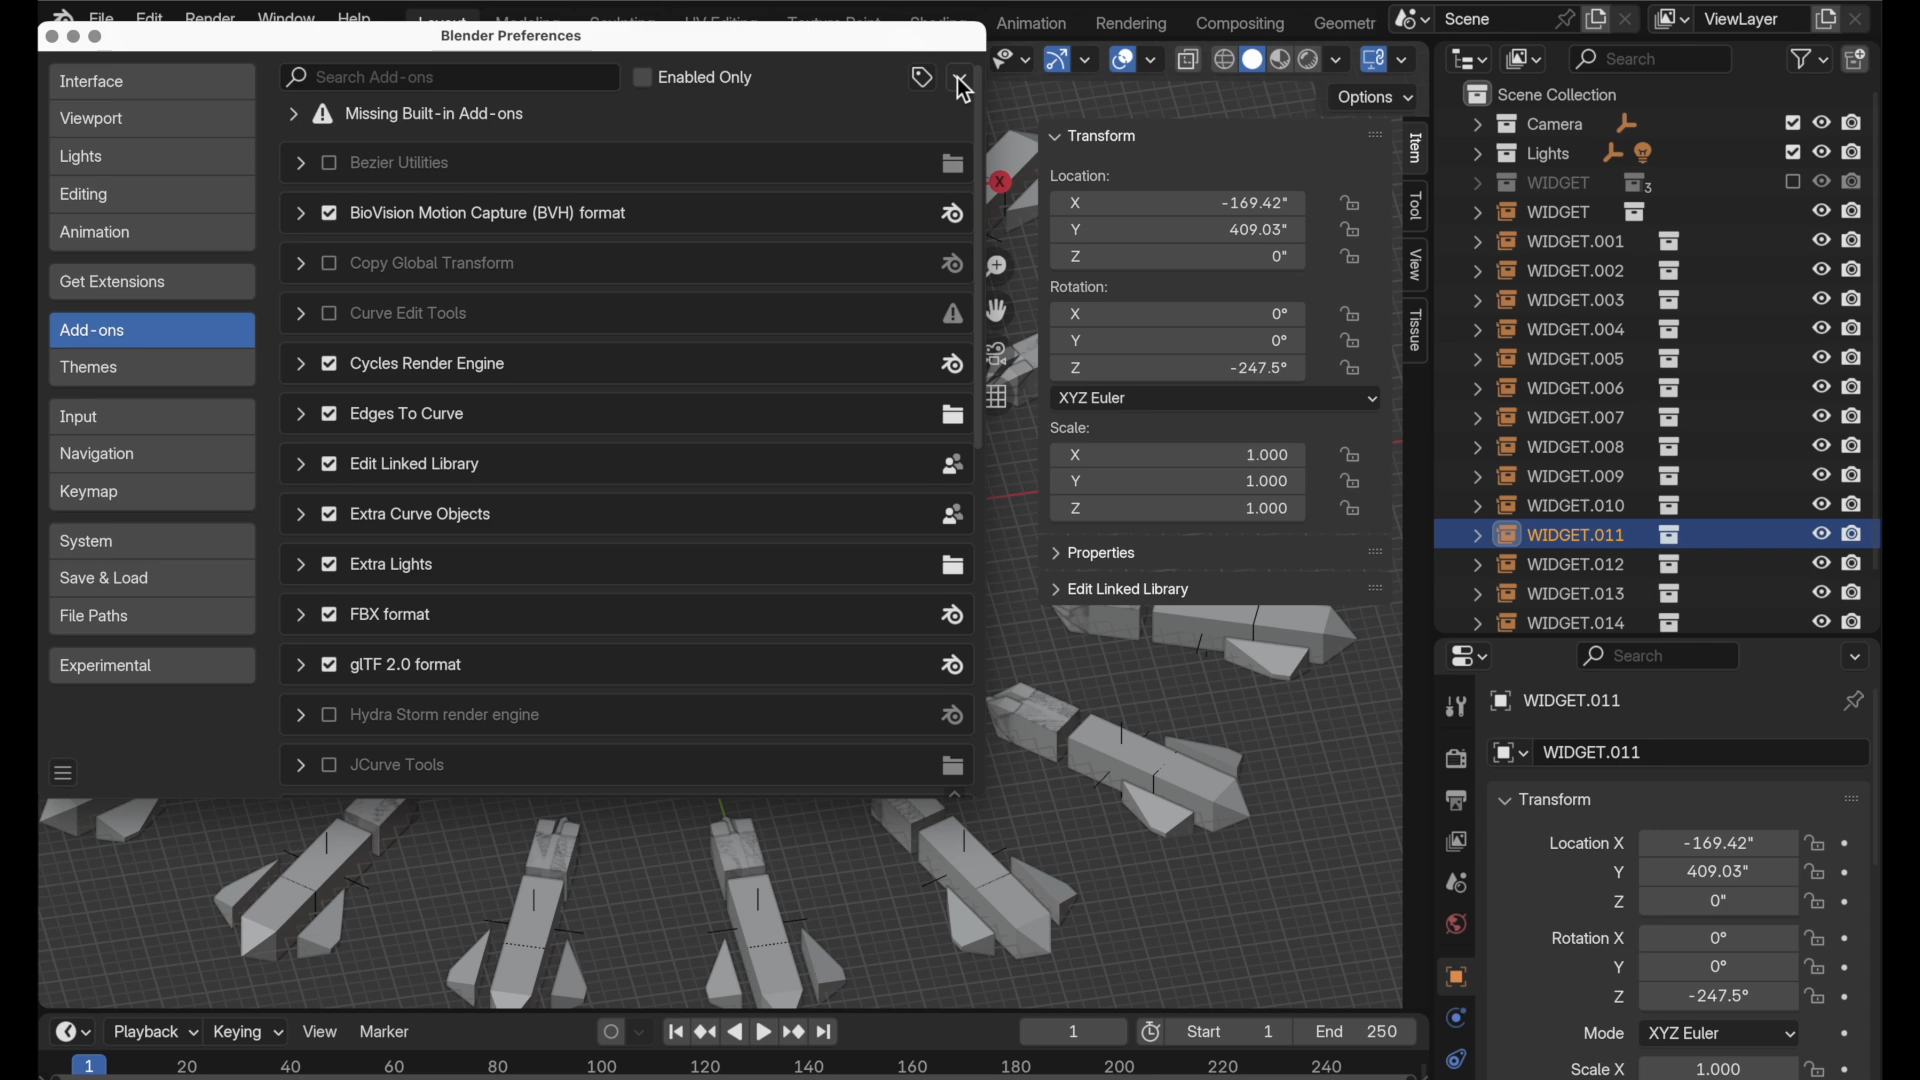 File Edit Render Window Help Layout Modeling Sculpting UV Editing Texture Paint Shading Animation Rendering Compositing Geometr Scene ViewLayer
Blender Preferences
Interface
Viewport
Lights
Editing
Animation
Get Extensions
Add-ons
Themes
Input
Navigation
Keymap
System
Save & Load
File Paths
Experimental
Search Add-ons Enabled Only
Missing Built-in Add-ons
Bezier Utilities
BioVision Motion Capture (BVH) format
Copy Global Transform
Curve Edit Tools
Cycles Render Engine
Edges To Curve
Edit Linked Library
Extra Curve Objects
Extra Lights
FBX format
glTF 2.0 format
Hydra Storm render engine
JCurve Tools
Options
X
Transform
Location:
X -169.42"
Y 409.03"
Z 0"
Rotation:
X 0°
Y 0°
Z -247.5°
XYZ Euler
Scale:
X 1.000
Y 1.000
Z 1.000
Properties
Edit Linked Library
Item
Tool
View
Tissue
Search
Scene Collection
Camera
Lights
WIDGET 3
WIDGET
WIDGET.001
WIDGET.002
WIDGET.003
WIDGET.004
WIDGET.005
WIDGET.006
WIDGET.007
WIDGET.008
WIDGET.009
WIDGET.010
WIDGET.011
WIDGET.012
WIDGET.013
WIDGET.014
Search
WIDGET.011
WIDGET.011
Transform
Location X -169.42"
Y 409.03"
Z 0"
Rotation X 0°
Y 0°
Z -247.5°
Mode XYZ Euler
Scale X 1.000
Playback Keying View Marker 1 Start 1 End 250
1 20 40 60 80 100 120 140 160 180 200 220 240